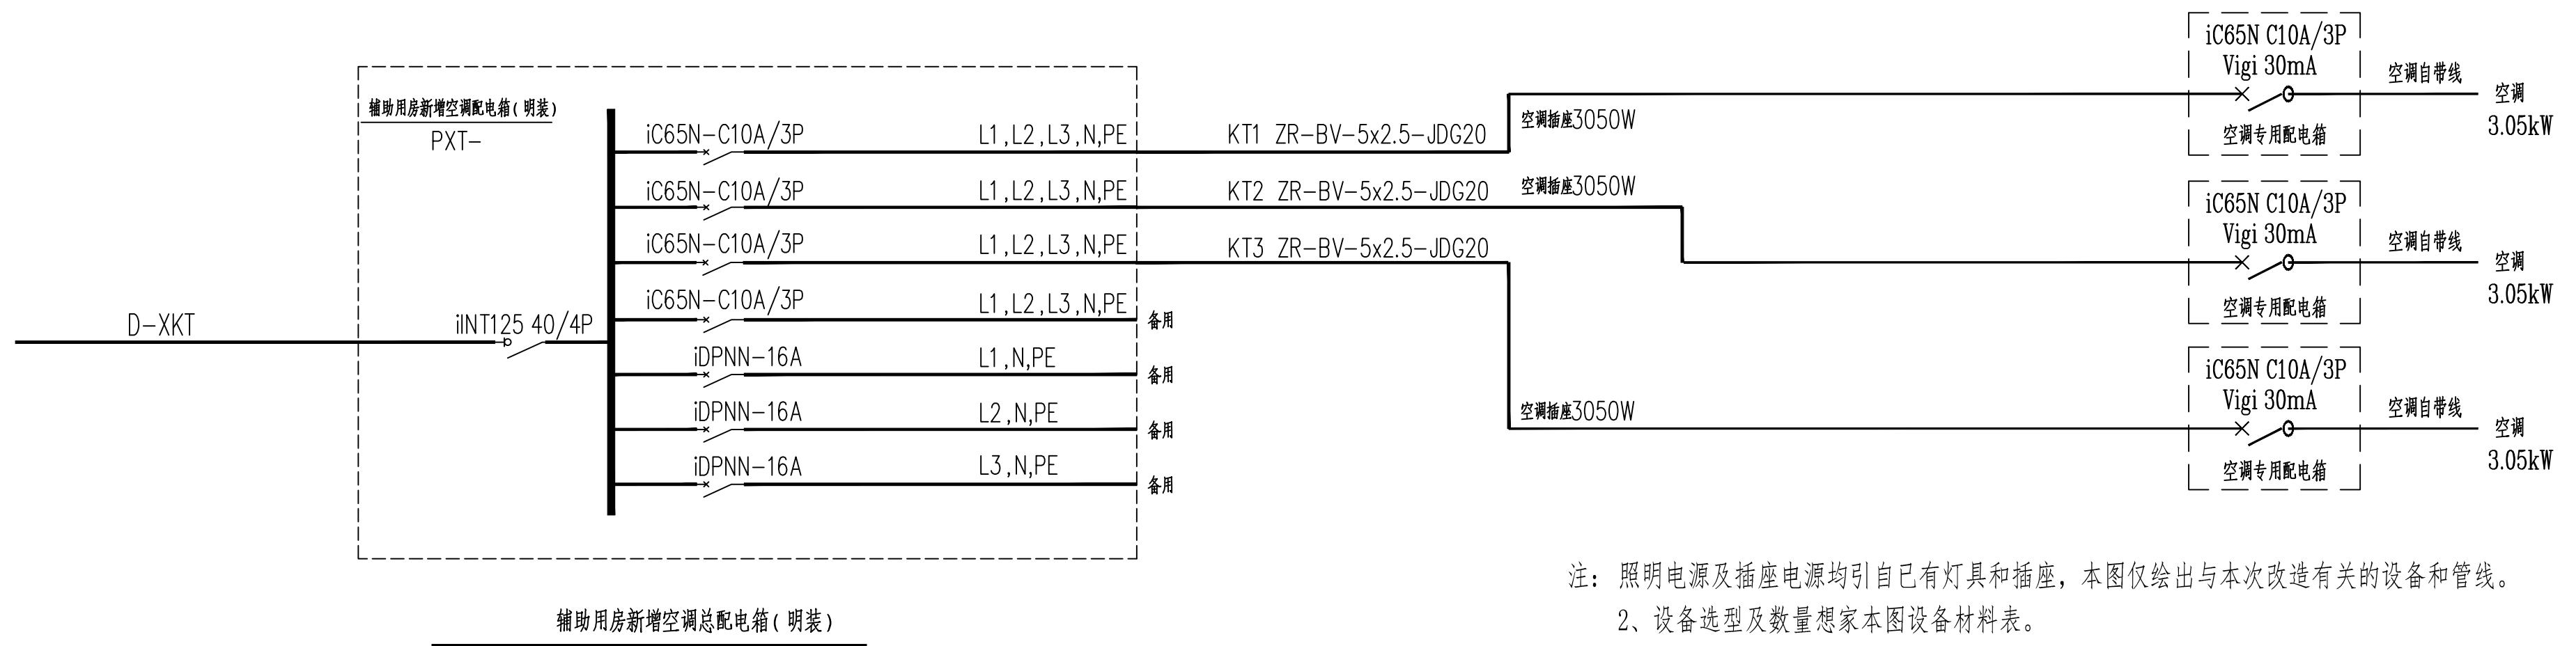 辅助用房新增空调配电箱(明装)
PXT-
D-XKT
iINT125 40/4P
iC65N-C10A/3P
L1,L2,L3,N,PE
KT1 ZR-BV-5x2.5-JDG20
空调插座3050W
iC65N-C10A/3P
L1,L2,L3,N,PE
KT2 ZR-BV-5x2.5-JDG20
空调插座3050W
iC65N-C10A/3P
L1,L2,L3,N,PE
KT3 ZR-BV-5x2.5-JDG20
空调插座3050W
iC65N-C10A/3P
L1,L2,L3,N,PE
备用
iDPNN-16A
L1,N,PE
备用
iDPNN-16A
L2,N,PE
备用
iDPNN-16A
L3,N,PE
备用
iC65N C10A/3P
Vigi 30mA
空调专用配电箱
空调自带线
空调
3.05kW
iC65N C10A/3P
Vigi 30mA
空调专用配电箱
空调自带线
空调
3.05kW
iC65N C10A/3P
Vigi 30mA
空调专用配电箱
空调自带线
空调
3.05kW
辅助用房新增空调总配电箱(明装)
注: 照明电源及插座电源均引自已有灯具和插座,本图仅绘出与本次改造有关的设备和管线。
2、设备选型及数量想家本图设备材料表。